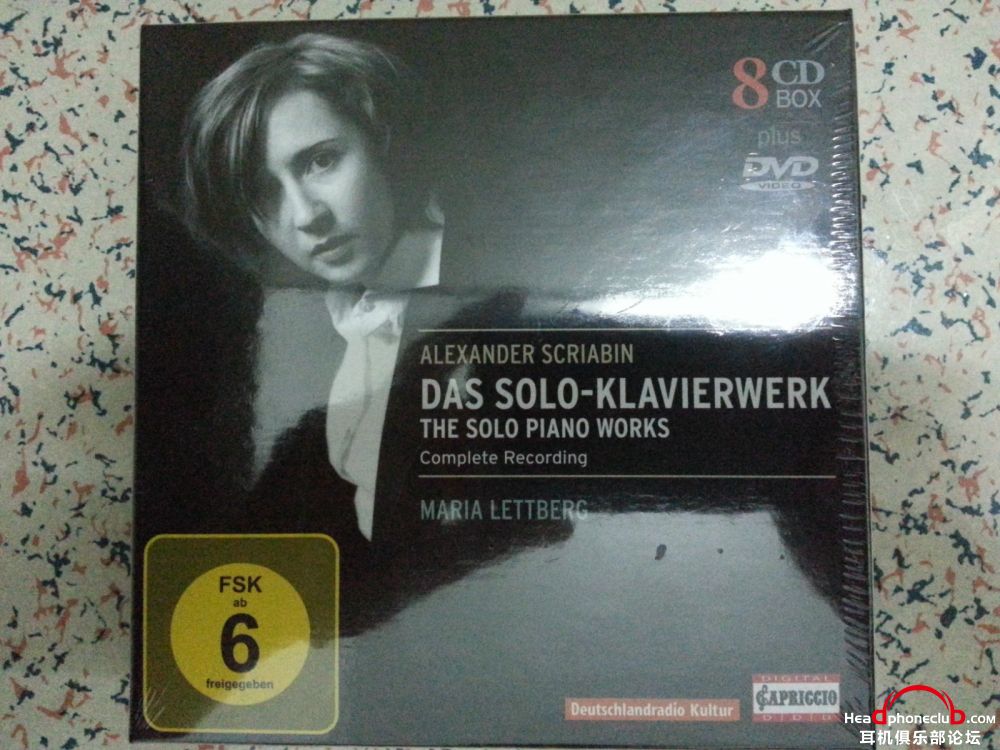 8 CD
BOX
plus
DVD
VIDEO
ALEXANDER SCRIABIN
DAS SOLO-KLAVIERWERK
THE SOLO PIANO WORKS
Complete Recording
MARIA LETTBERG
FSK
ab
6
freigegeben
Deutschlandradio Kultur
DIGITAL
CAPRICCIO
DDD
Headphoneclub.com
耳机俱乐部论坛